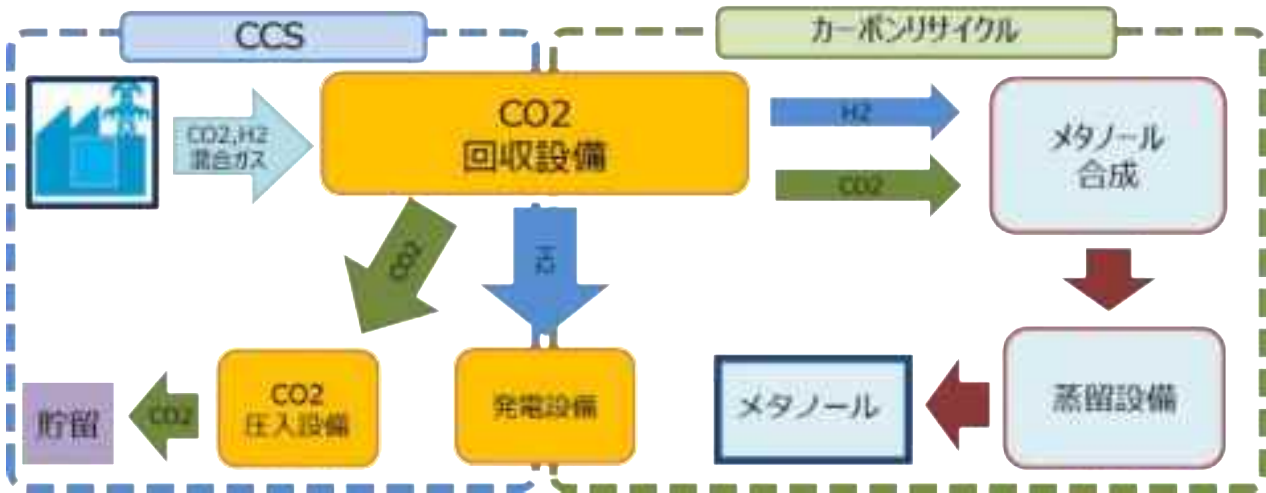 CCS
カーボンリサイクル
CO2,H2
混合ガス
CO2
回収設備
H2
CO2
メタノール
合成
CO2
H2
貯留
CO2
CO2
圧入設備
発電設備
メタノール
蒸留設備